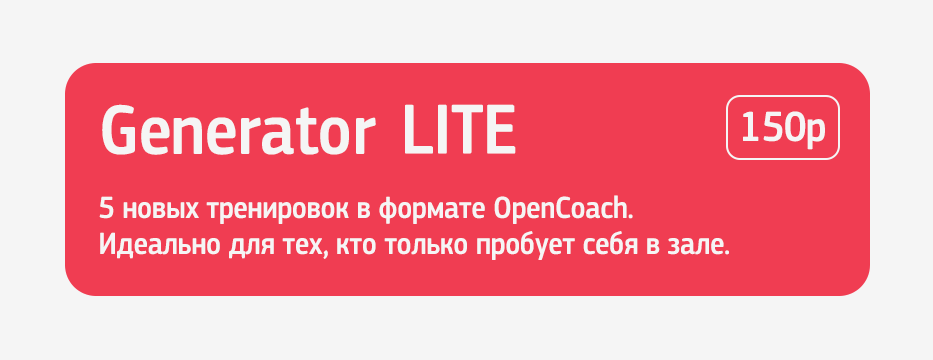 Generator LITE
150р
5 новых тренировок в формате OpenCoach.
Идеально для тех, кто только пробует себя в зале.